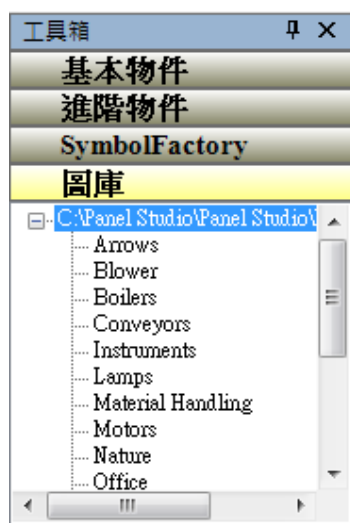 工具箱
基本物件
進階物件
SymbolFactory
圖庫
C:\Panel Studio\Panel Studio\
Arrows
Blower
Boilers
Conveyors
Instruments
Lamps
Material Handling
Motors
Nature
Office